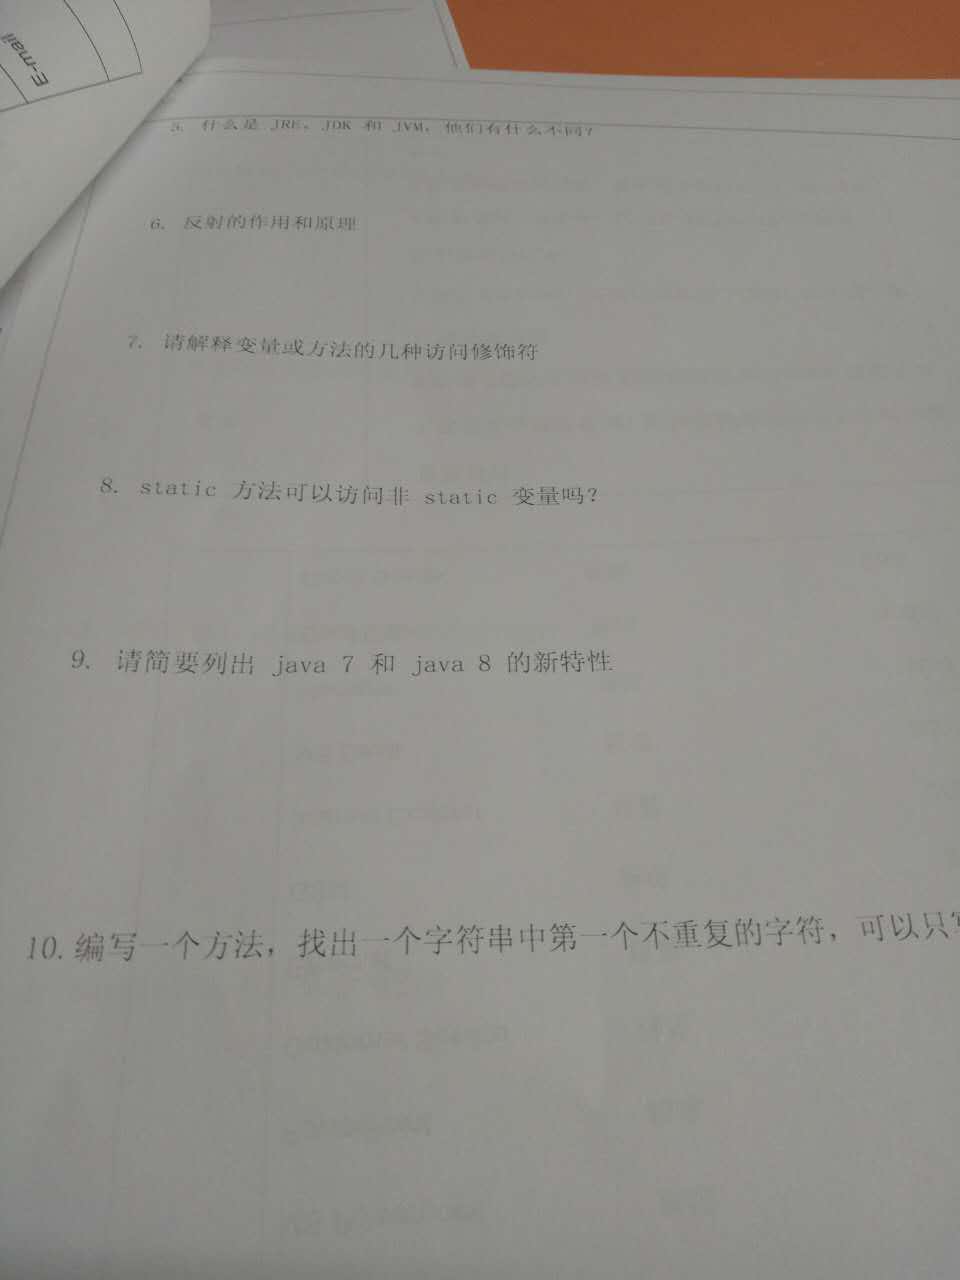 E-mail
5. 什么是 JRE、JDK 和 JVM，他们有什么不同？
6. 反射的作用和原理
7. 请解释变量或方法的几种访问修饰符
8. static 方法可以访问非 static 变量吗？
9. 请简要列出 java 7 和 java 8 的新特性
10. 编写一个方法，找出一个字符串中第一个不重复的字符，可以只